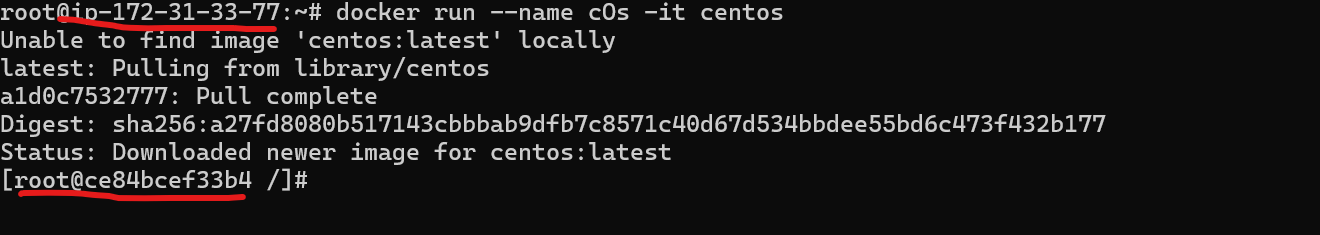 root@ip-172-31-33-77:~# docker run --name cOs -it centos
Unable to find image 'centos:latest' locally
latest: Pulling from library/centos
a1d0c7532777: Pull complete
Digest: sha256:a27fd8080b517143cbbbab9dfb7c8571c40d67d534bbdee55bd6c473f432b177
Status: Downloaded newer image for centos:latest
[root@ce84bcef33b4 /]#